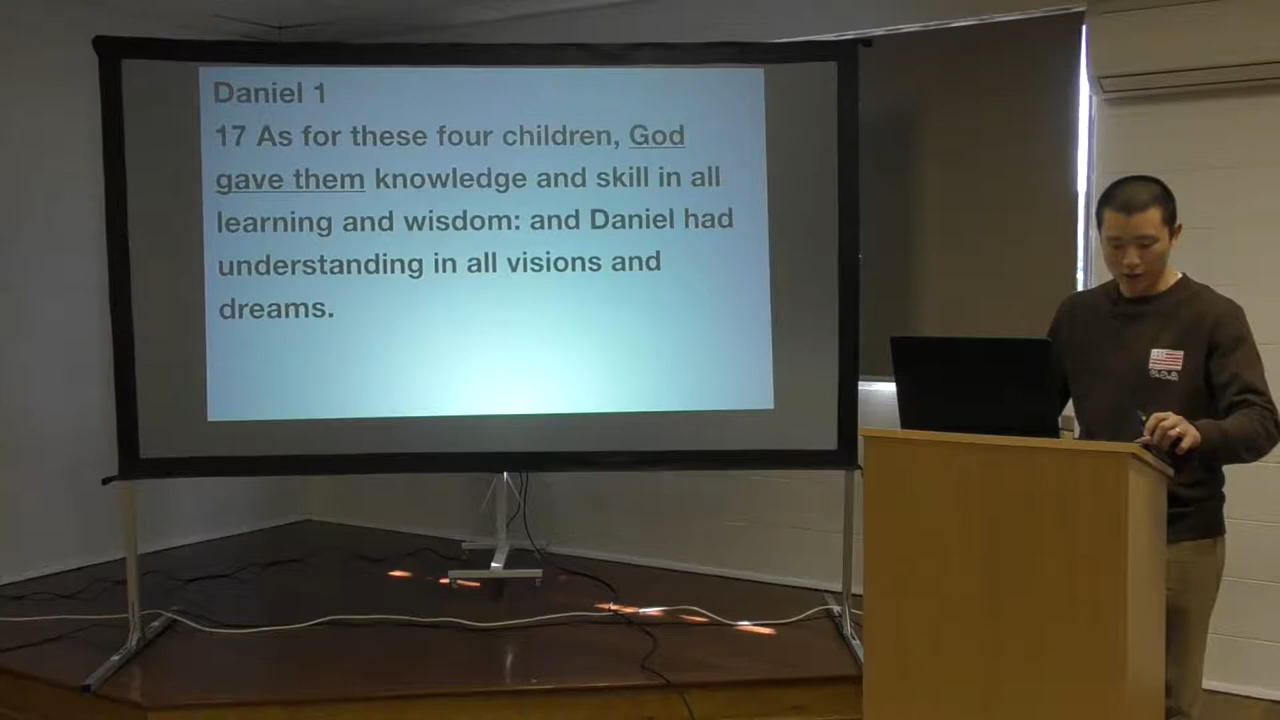 Daniel 1
17 As for these four children, God
gave them knowledge and skill in all
learning and wisdom: and Daniel had
understanding in all visions and
dreams.
U.S.A